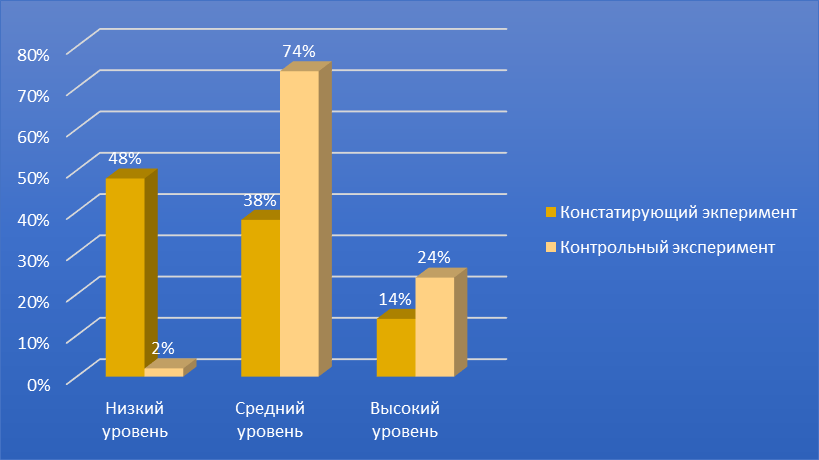 80%
70%
60%
50%
40%
30%
20%
10%
0%
48%
2%
38%
74%
14%
24%
Низкий
уровень
Средний
уровень
Высокий
уровень
Констатирующий экперимент
Контрольный эксперимент